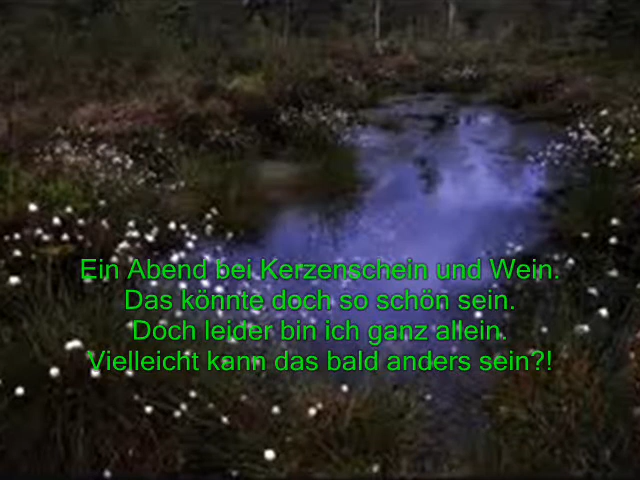 Ein Abend bei Kerzenschein und Wein.
Das könnte doch so schön sein.
Doch leider bin ich ganz allein.
Vielleicht kann das bald anders sein?!